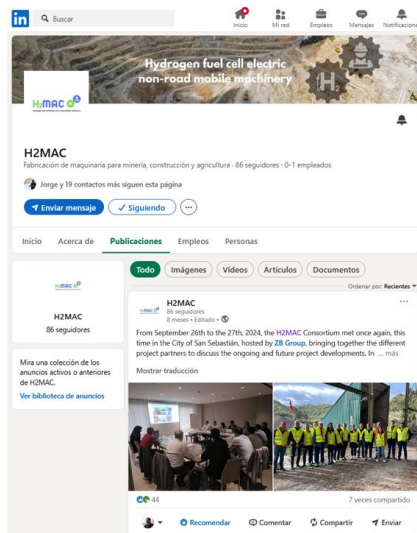 in
Buscar
Inicio
Mi red
Empleos
Mensajes
Notificacione
Hydrogen fuel cell electric
non-road mobile machinery
H2MAC
H₂
H2MAC
Fabricación de maquinaria para minería, construcción y agricultura · 86 seguidores · 0-1 empleados
Jorge y 19 contactos más siguen esta página
Enviar mensaje
Siguiendo
Inicio
Acerca de
Publicaciones
Empleos
Personas
H2MAC
H2MAC
86 seguidores
Mira una colección de los
anuncios activos o anteriores
de H2MAC.
Ver biblioteca de anuncios
Todo
Imágenes
Vídeos
Artículos
Documentos
Ordenar por: Recientes
H2MAC
H2MAC
86 seguidores
8 meses • Editado •
From September 26th to the 27th, 2024, the H2MAC Consortium met once again, this
time in the City of San Sebastián, hosted by ZB Group, bringing together the different
project partners to discuss the ongoing and future project developments. In ... más
Mostrar traducción
44
7 veces compartido
Recomendar
Comentar
Compartir
Enviar